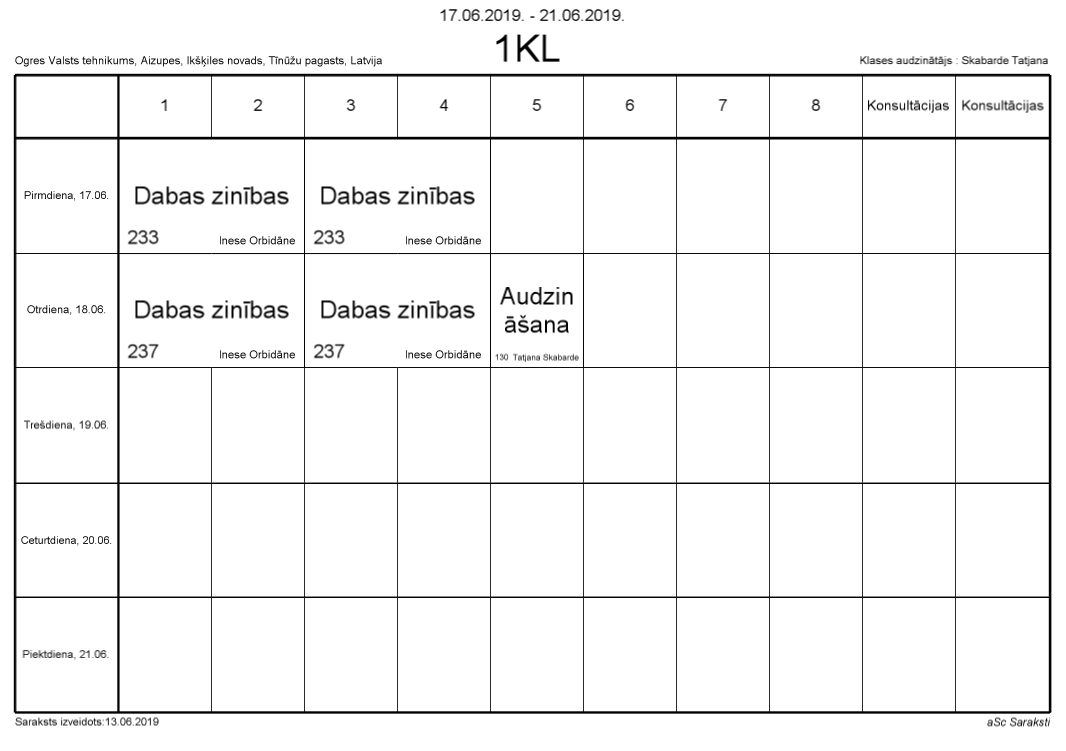 17.06.2019. - 21.06.2019.
1KL
Ogres Valsts tehnikums, Aizupes, Ikšķiles novads, Tīnūžu pagasts, Latvija
Klases audzinātājs : Skabarde Tatjana
1 2 3 4 5 6 7 8 Konsultācijas Konsultācijas
Pirmdiena, 17.06.
Dabas zinības
233 Inese Orbidāne
Dabas zinības
233 Inese Orbidāne
Otrdiena, 18.06.
Dabas zinības
237 Inese Orbidāne
Dabas zinības
237 Inese Orbidāne
Audzin
āšana
130 Tatjana Skabarde
Trešdiena, 19.06.
Ceturtdiena, 20.06.
Piektdiena, 21.06.
Saraksts izveidots:13.06.2019
aSc Saraksti